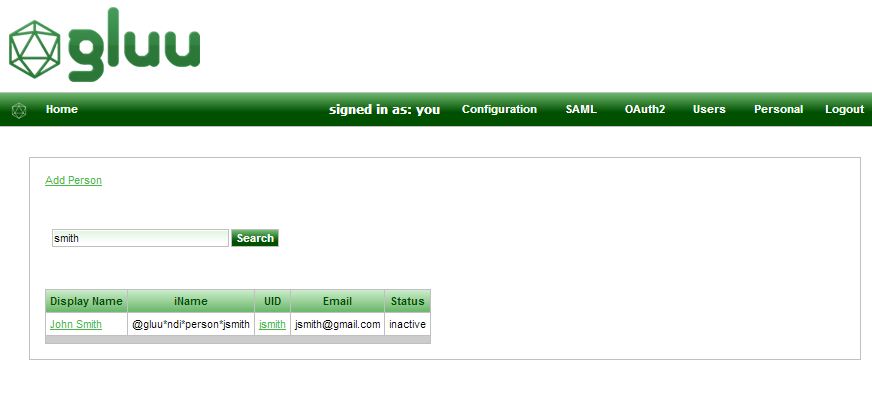 gluu
Home signed in as: you Configuration SAML OAuth2 Users Personal Logout
Add Person
smith Search
Display Name iName UID Email Status
John Smith @gluu*ndi*person*jsmith jsmith jsmith@gmail.com inactive